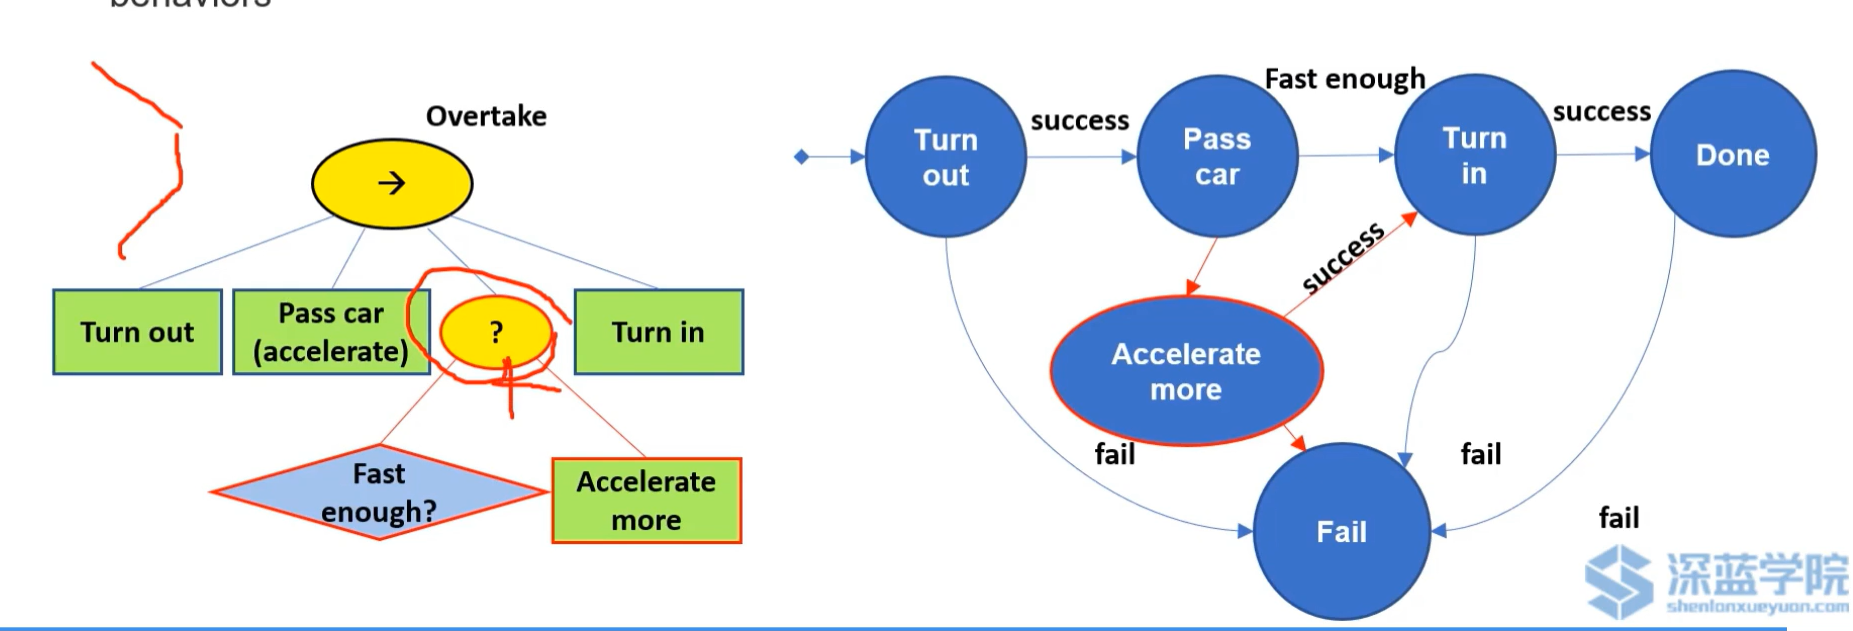 behaviors
Overtake
→
Turn out
Pass car
(accelerate)
?
Turn in
Fast
enough?
Accelerate
more
Turn
out
success
Pass
car
Fast enough
Turn
in
success
Done
success
Accelerate
more
fail
fail
fail
Fail
深蓝学院
shenlanxueyuan.com